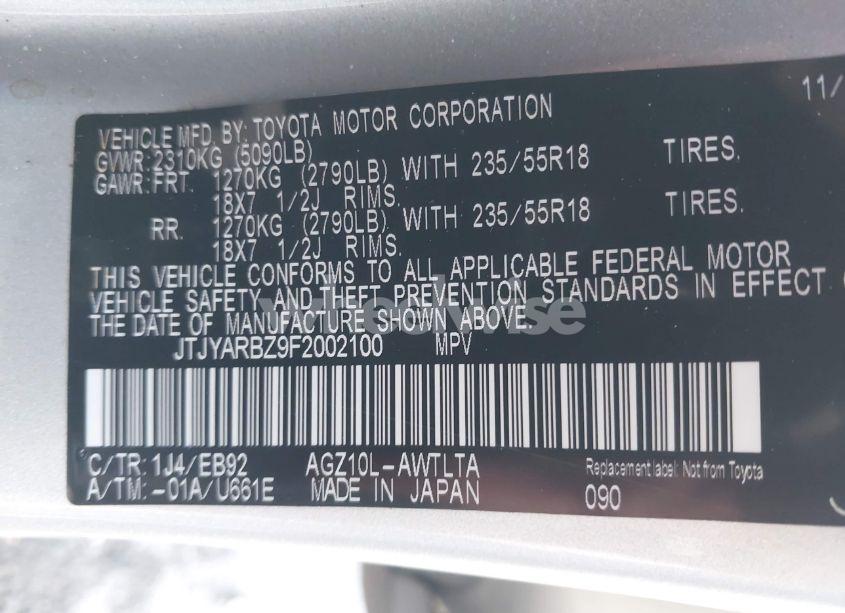 11/
VEHICLE MFD. BY: TOYOTA MOTOR CORPORATION
GVWR: 2310KG (5090LB)
GAWR: FRT. 1270KG (2790LB) WITH 235/55R18 TIRES.
18X7 1/2J RIMS.
RR. 1270KG (2790LB) WITH 235/55R18 TIRES.
18X7 1/2J RIMS.
THIS VEHICLE CONFORMS TO ALL APPLICABLE FEDERAL MOTOR
VEHICLE SAFETY AND THEFT PREVENTION STANDARDS IN EFFECT
THE DATE OF MANUFACTURE SHOWN ABOVE.
JTJYARBZ9F2002100 MPV
C/TR: 1J4/EB92 AGZ10L-AWTLTA Replacement label: Not from Toyota
A/TM: -01A/U661E MADE IN JAPAN 090